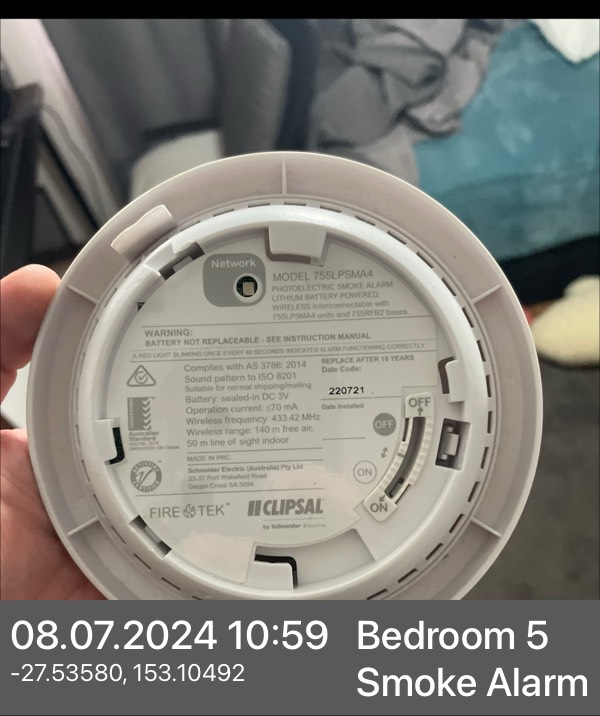 Network
MODEL 755LPSMA4
PHOTOELECTRIC SMOKE ALARM
LITHIUM BATTERY POWERED,
WIRELESS Interconnectable with
755LPSMA4 units and 755RFB2 bases
WARNING:
BATTERY NOT REPLACEABLE - SEE INSTRUCTION MANUAL
A RED LIGHT BLINKING ONCE EVERY 40 SECONDS INDICATES ALARM FUNCTIONING CORRECTLY
Complies with AS 3786: 2014
Sound pattern to ISO 8201
Suitable for normal shipping/mailing
Battery: sealed-in DC 3V
Operation current: ≤70 mA
Wireless frequency: 433.42 MHz
Wireless range: 140 m free air,
50 m line of sight indoor
REPLACE AFTER 10 YEARS
Date Code:
220721
Date Installed
OFF
OFF
ON
ON
Australian
Standard
MADE IN PRC
Schneider Electric (Australia) Pty Ltd
33-37 Port Wakefield Road
Gepps Cross SA 5094
FIRE TEK
CLIPSAL
by Schneider Electric
08.07.2024 10:59
-27.53580, 153.10492
Bedroom 5
Smoke Alarm